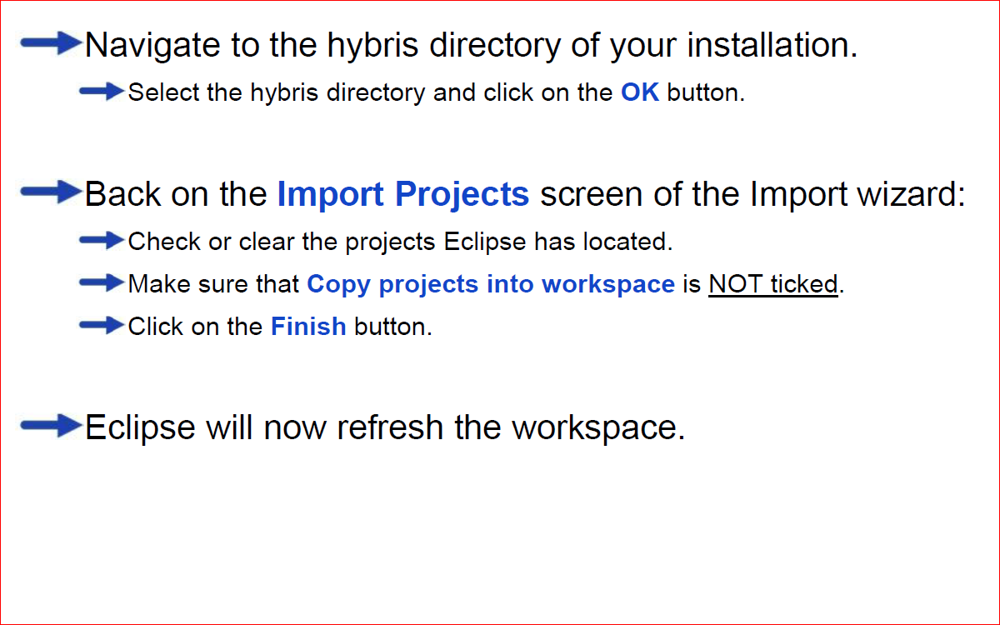 Navigate to the hybris directory of your installation.
Select the hybris directory and click on the OK button.
Back on the Import Projects screen of the Import wizard:
Check or clear the projects Eclipse has located.
Make sure that Copy projects into workspace is NOT ticked.
Click on the Finish button.
Eclipse will now refresh the workspace.